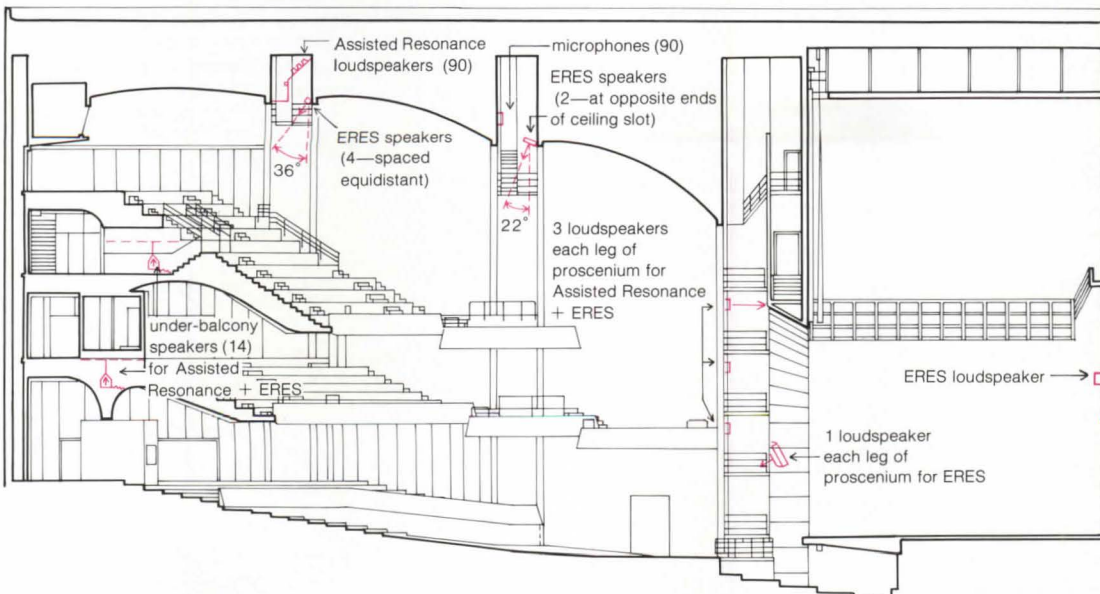 Assisted Resonance
loudspeakers (90)
microphones (90)
ERES speakers
(2—at opposite ends
of ceiling slot)
ERES speakers
(4—spaced
equidistant)
36°
22°
3 loudspeakers
each leg of
proscenium for
Assisted Resonance
+ ERES
under-balcony
speakers (14)
for Assisted
Resonance + ERES
ERES loudspeaker
1 loudspeaker
each leg of
proscenium for ERES